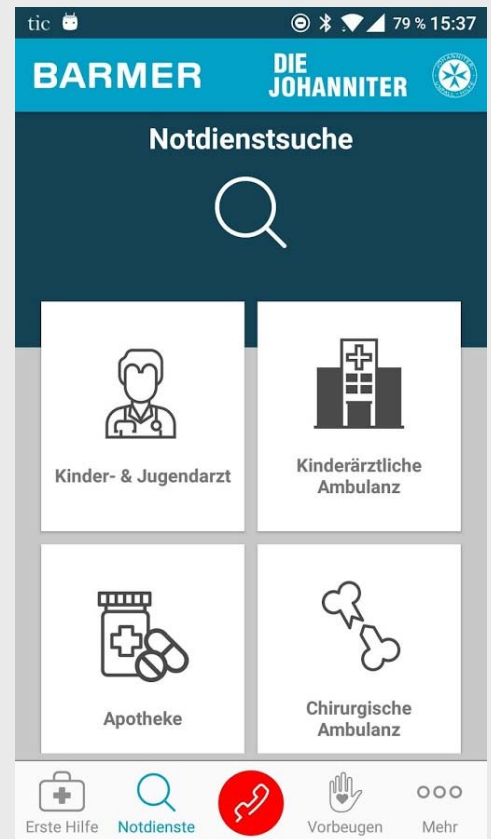 tic 79 % 15:37
BARMER
DIE
JOHANNITER
Notdienstsuche
Kinder- & Jugendarzt
Kinderärztliche
Ambulanz
Apotheke
Chirurgische
Ambulanz
Erste Hilfe Notdienste Vorbeugen Mehr